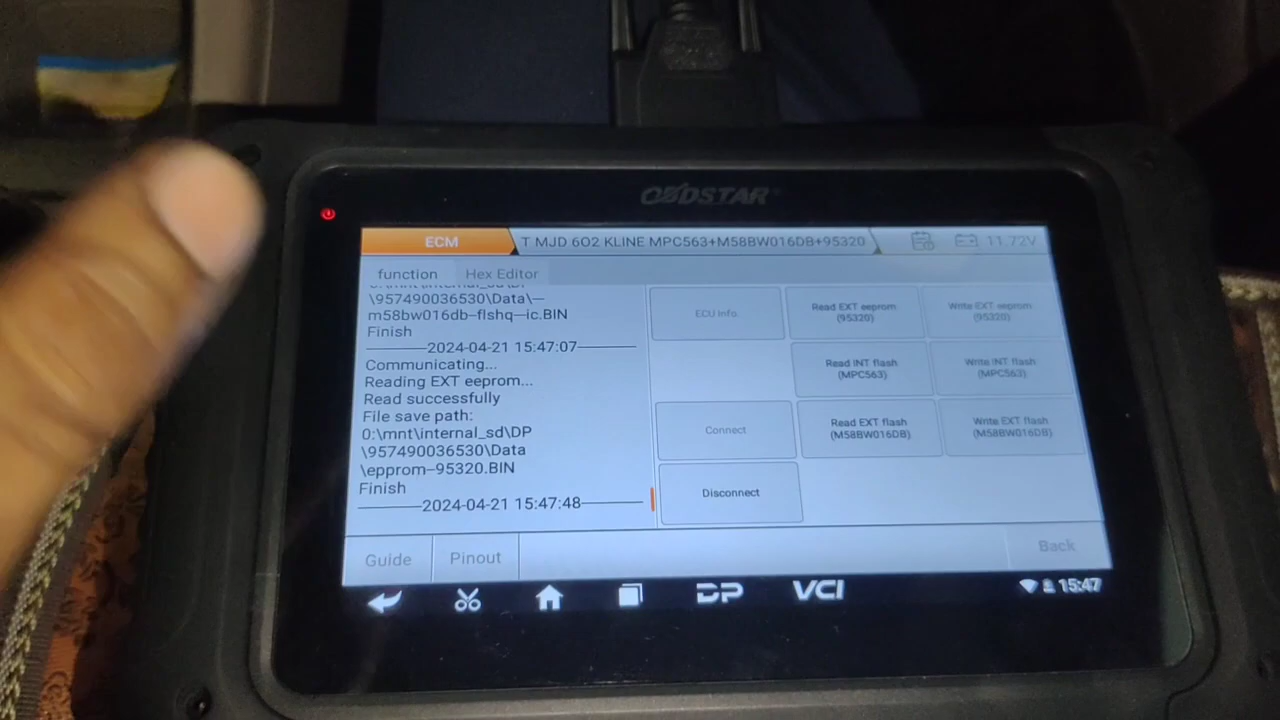 OBDSTAR
ECM
T MJD 6O2 KLINE MPC563+M58BW016DB+95320
11.72V
function
Hex Editor
\957490036530\Data\—
m58bw016db—flshq—ic.BIN
Finish
———2024-04-21 15:47:07———
Communicating...
Reading EXT eeprom...
Read successfully
File save path:
0:\mnt\internal_sd\DP
\957490036530\Data
\epprom—95320.BIN
Finish
———2024-04-21 15:47:48———
ECU Info.
Read EXT eeprom
(95320)
Write EXT eeprom
(95320)
Read INT flash
(MPC563)
Write INT flash
(MPC563)
Connect
Read EXT flash
(M58BW016DB)
Write EXT flash
(M58BW016DB)
Disconnect
Guide
Pinout
Back
DP
VCI
15:47